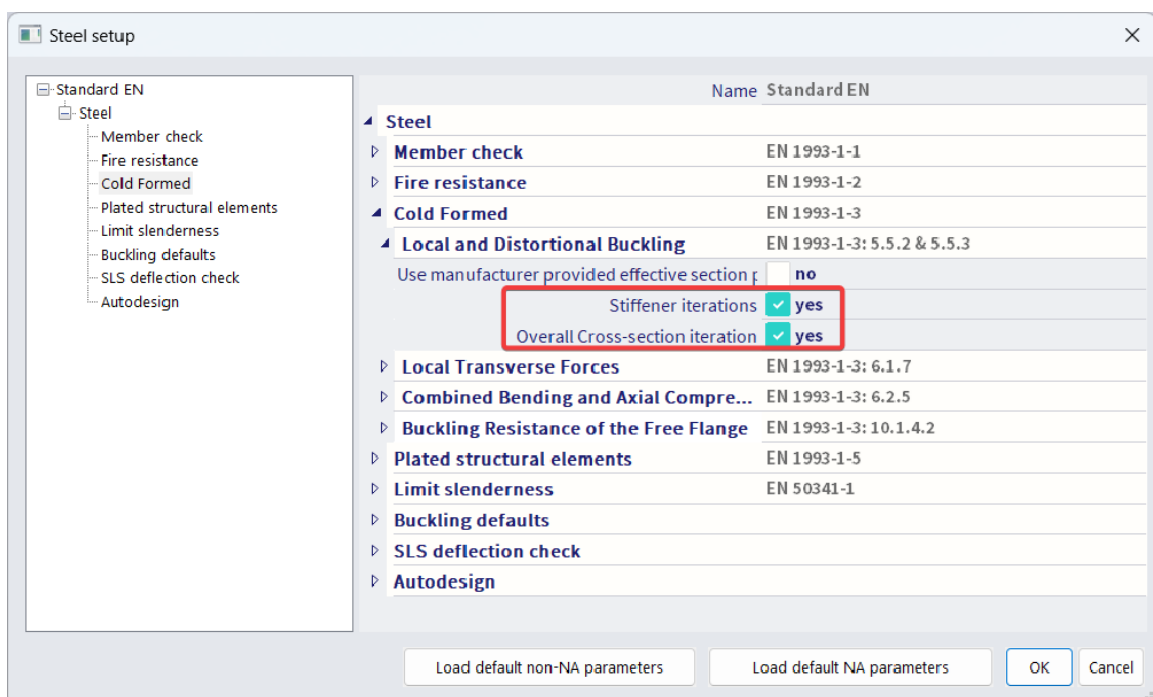 Steel setup
Standard EN
Steel
Member check
Fire resistance
Cold Formed
Plated structural elements
Limit slenderness
Buckling defaults
SLS deflection check
Autodesign
Name Standard EN
Steel
Member check EN 1993-1-1
Fire resistance EN 1993-1-2
Cold Formed EN 1993-1-3
Local and Distortional Buckling EN 1993-1-3: 5.5.2 & 5.5.3
Use manufacturer provided effective section no
Stiffener iterations yes
Overall Cross-section iteration yes
Local Transverse Forces EN 1993-1-3: 6.1.7
Combined Bending and Axial Compre... EN 1993-1-3: 6.2.5
Buckling Resistance of the Free Flange EN 1993-1-3: 10.1.4.2
Plated structural elements EN 1993-1-5
Limit slenderness EN 50341-1
Buckling defaults
SLS deflection check
Autodesign
Load default non-NA parameters Load default NA parameters OK Cancel